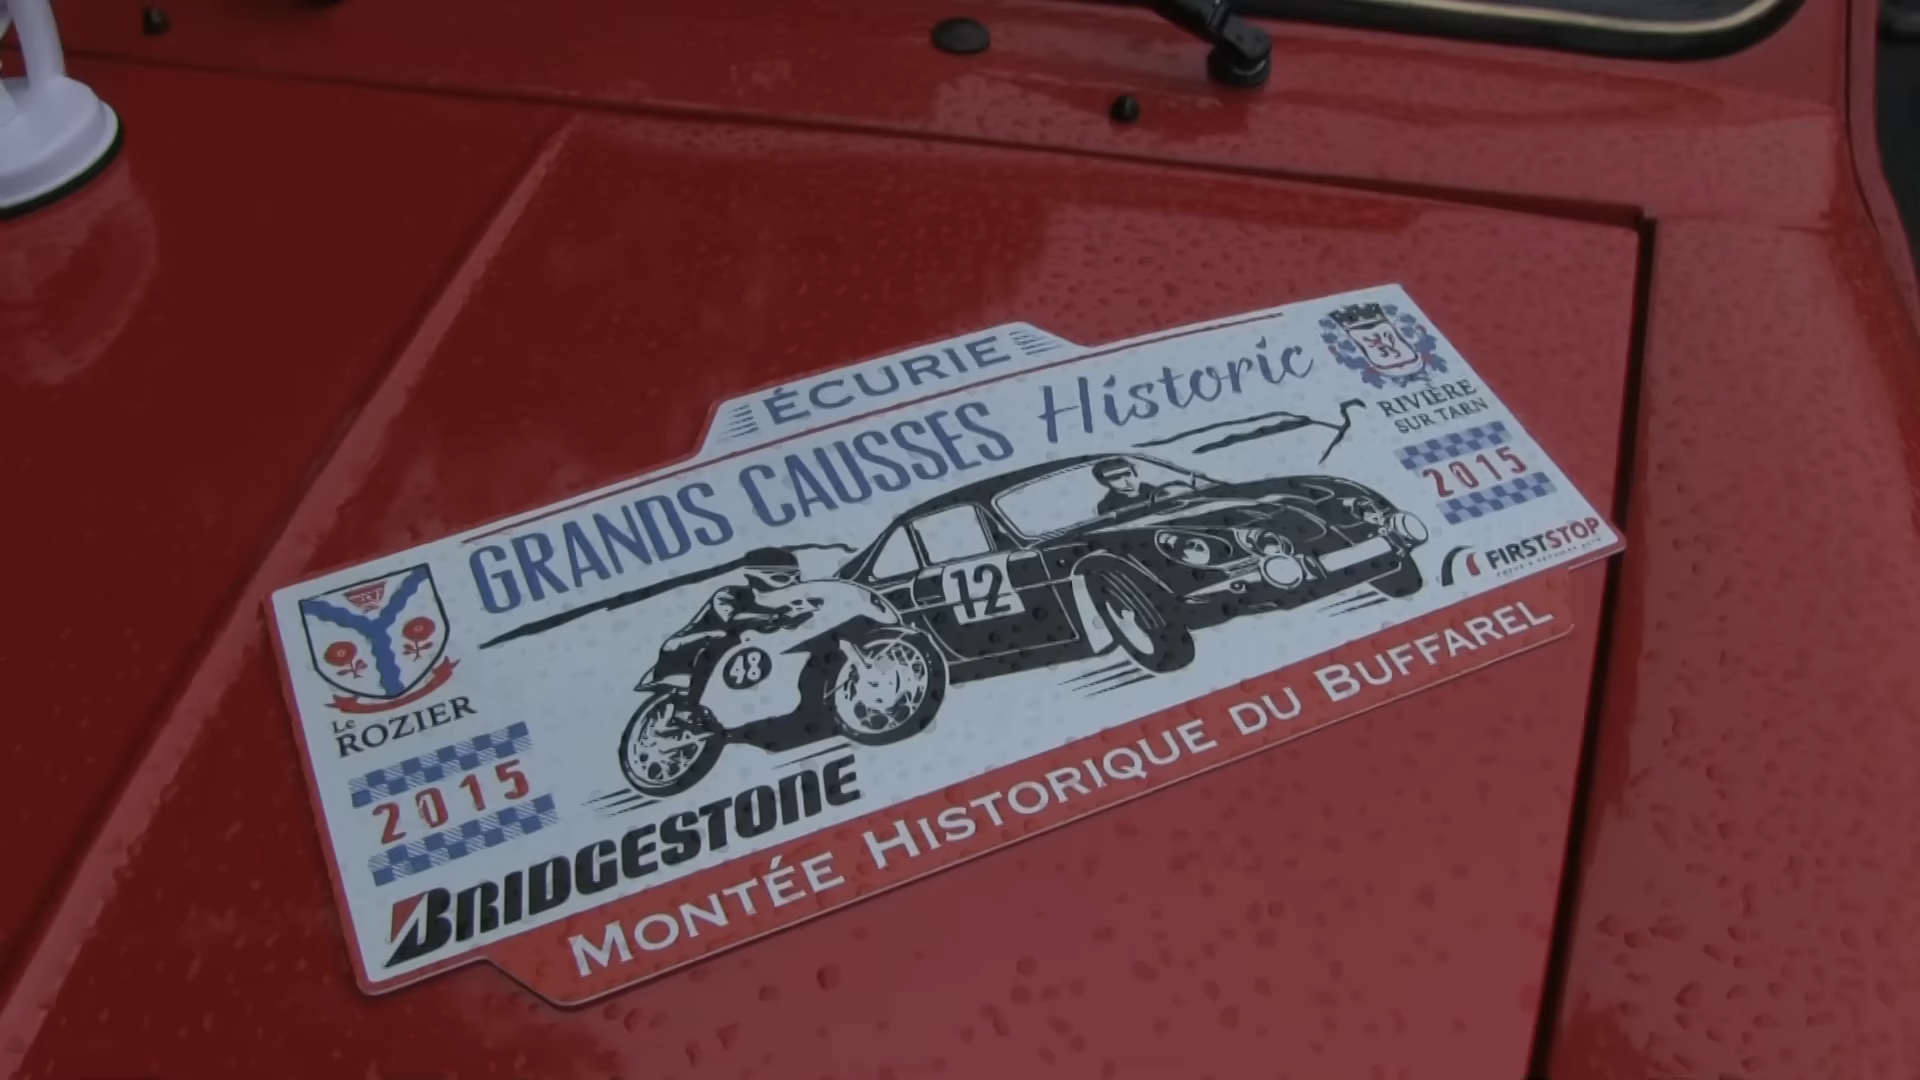 ÉCURIE
GRANDS CAUSSES Historic
RIVIÈRE
SUR TARN
2015
FIRSTSTOP
12
48
Le
ROZIER
2015
BRIDGESTONE
MONTÉE HISTORIQUE DU BUFFAREL